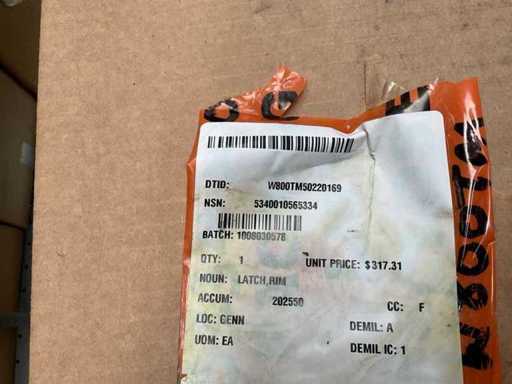 DTID: W800TM50220169
NSN: 5340010565334
BATCH: 1008030578
QTY: 1 UNIT PRICE: $317.31
NOUN: LATCH,RIM
ACCUM: 202550 CC: F
LOC: GENN DEMIL: A
UOM: EA DEMIL IC: 1